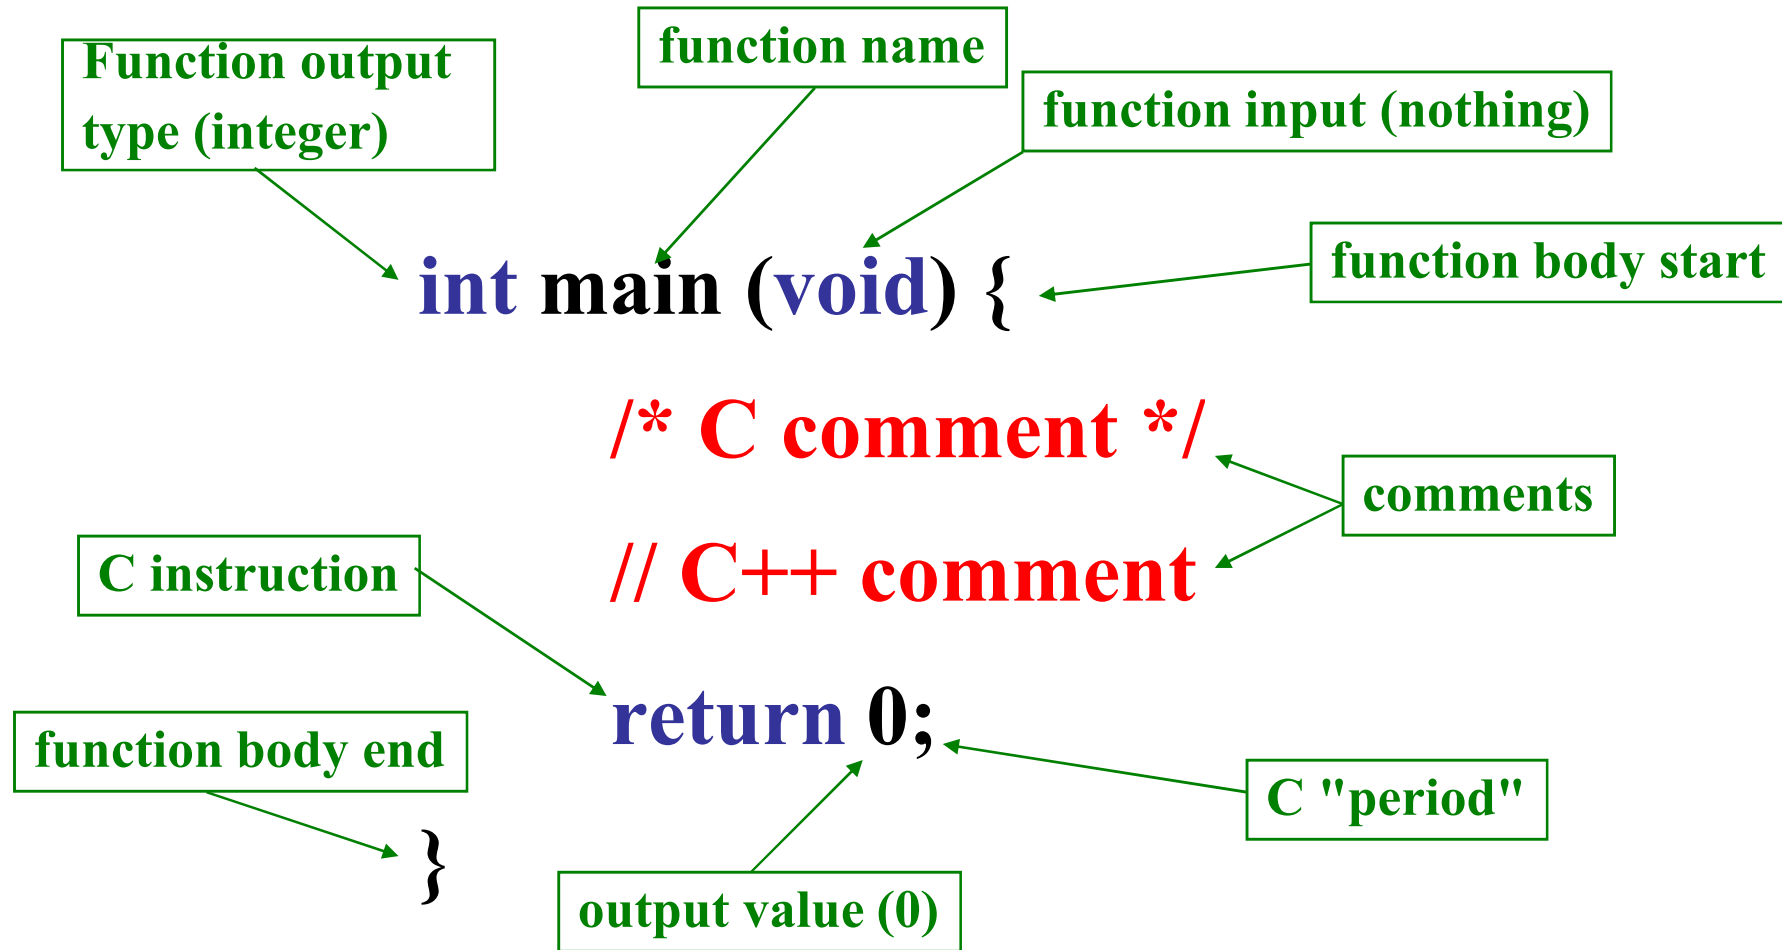 function name
Function output
type (integer)
function input (nothing)
function body start
int main (void) {
/* C comment */
comments
// C++ comment
C instruction
return 0;
function body end
C "period"
}
output value (0)